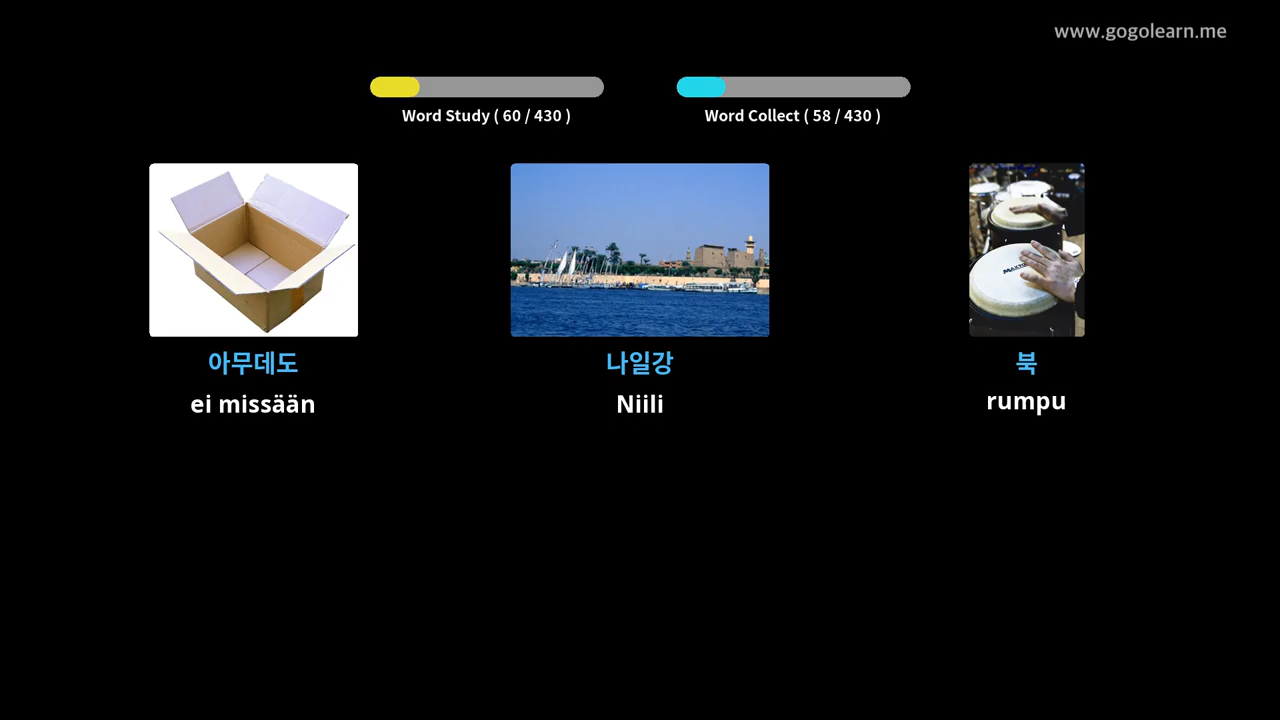 www.gogolearn.me
Word Study ( 60 / 430 )
Word Collect ( 58 / 430 )
아무데도
ei missään
나일강
Niili
북
rumpu